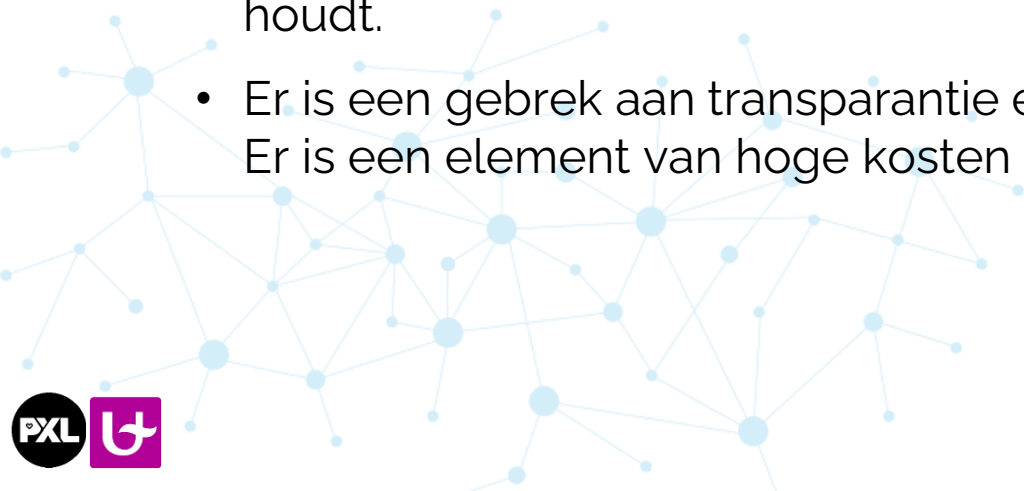 houdt.
• Er is een gebrek aan transparantie e
Er is een element van hoge kosten
PXL